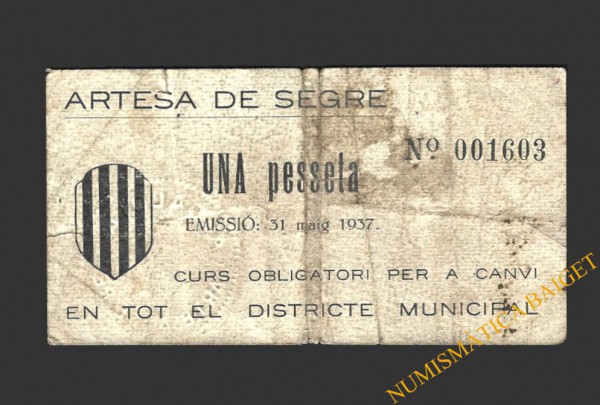 ARTESA DE SEGRE
Nº 001603
UNA pesseta
EMISSIÓ: 31 maig 1937.
CURS OBLIGATORI PER A CANVI
EN TOT EL DISTRICTE MUNICIPAL
NUMISMATICA BAIGET